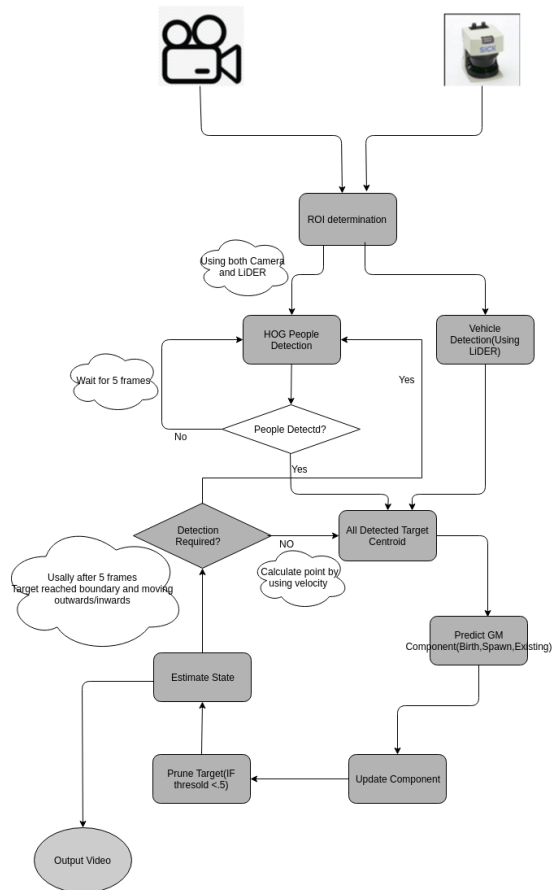 SICK
ROI determination
Using both Camera
and LiDER
HOG People
Detection
Vehicle
Detection(Using
LiDER)
Wait for 5 frames
Yes
People Detectd?
No
Yes
Detection
Required?
NO
All Detected Target
Centroid
Usally after 5 frames
Target reached boundary and moving
outwards/inwards
Calculate point by
using velocity
Predict GM
Component(Birth,Spawn,Existing)
Estimate State
Prune Target(IF
thresold <.5)
Update Component
Output Video